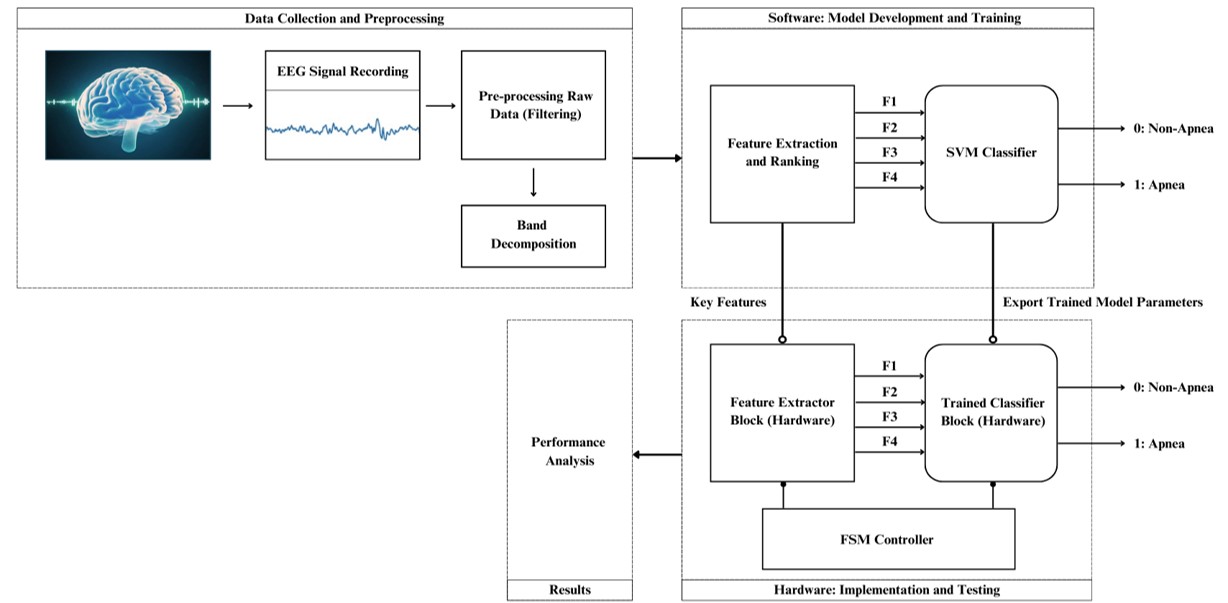 Data Collection and Preprocessing
EEG Signal Recording
Pre-processing Raw
Data (Filtering)
Band
Decomposition
Software: Model Development and Training
Feature Extraction
and Ranking
F1
F2
F3
F4
SVM Classifier
0: Non-Apnea
1: Apnea
Key Features
Export Trained Model Parameters
Feature Extractor
Block (Hardware)
F1
F2
F3
F4
Trained Classifier
Block (Hardware)
0: Non-Apnea
1: Apnea
FSM Controller
Hardware: Implementation and Testing
Performance
Analysis
Results